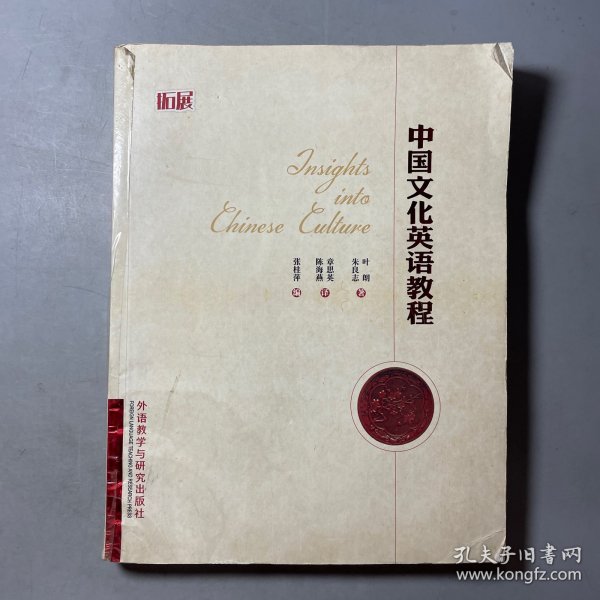 拓展
中国文化英语教程
Insights
into
Chinese Culture
叶朗
朱良志
著
章思英
陈海燕
译
张桂萍
编
外语教学与研究出版社
FOREIGN LANGUAGE TEACHING AND RESEARCH PRESS
孔夫子旧书网
www.kongfz.com